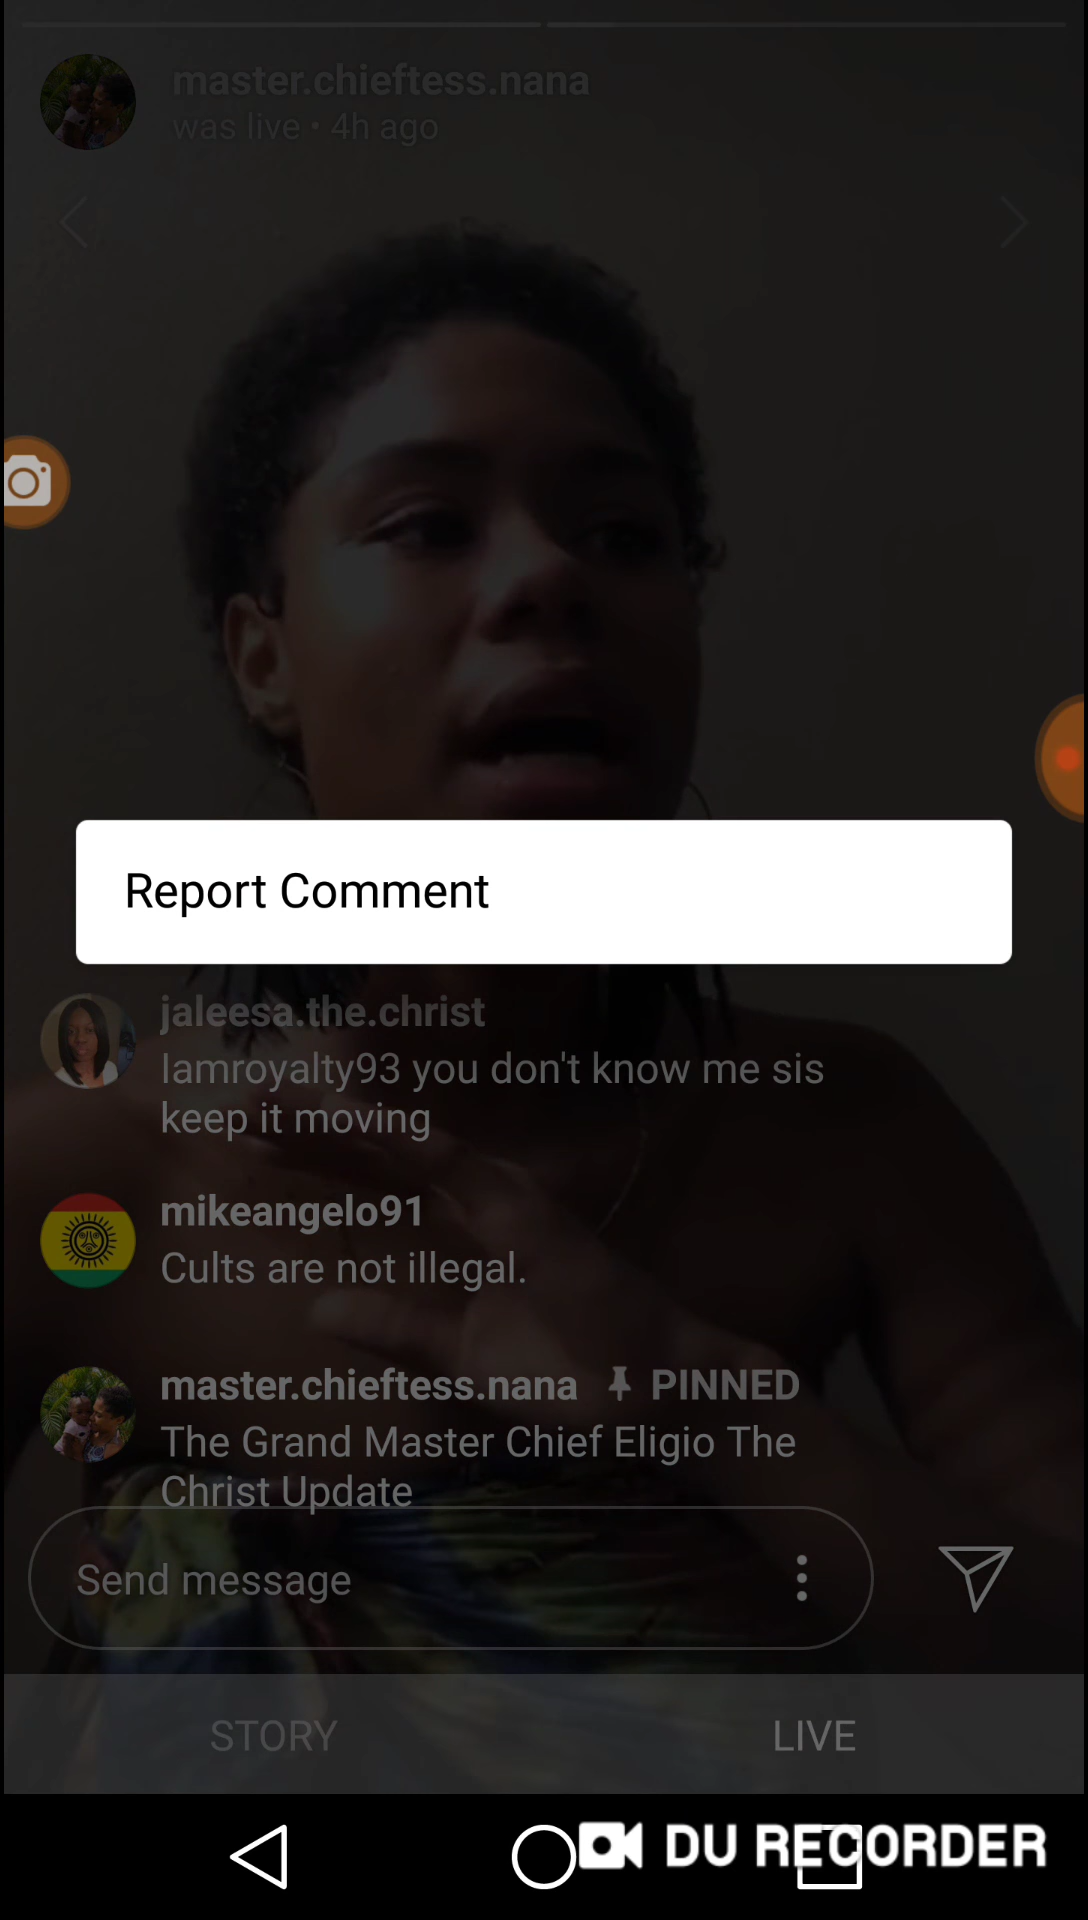 master.chieftess.nana
was live • 4h ago
Report Comment
jaleesa.the.christ
Iamroyalty93 you don't know me sis
keep it moving
mikeangelo91
Cults are not illegal.
master.chieftess.nana PINNED
The Grand Master Chief Eligio The
Christ Update
Send message
STORY
LIVE
DU RECORDER